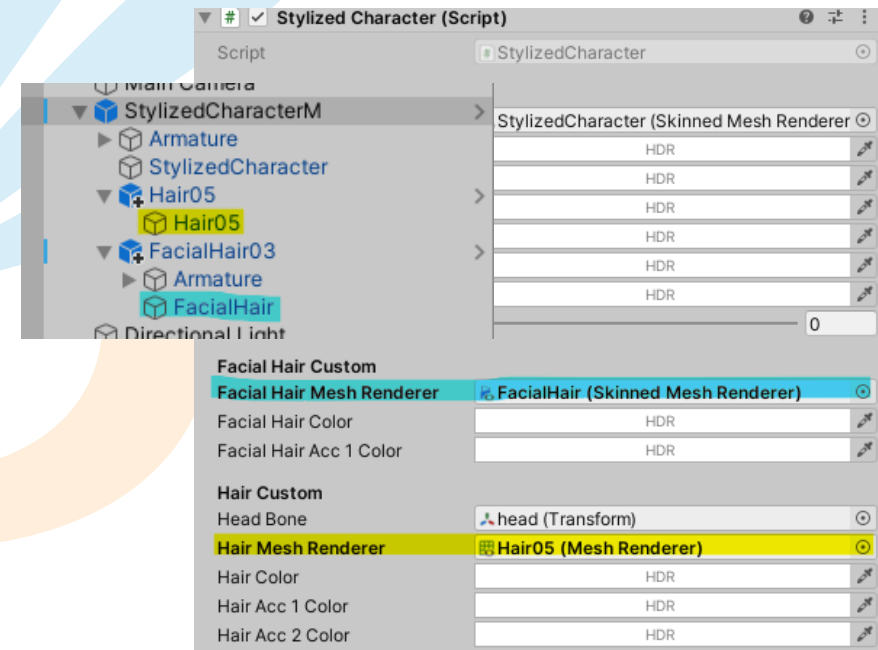 Stylized Character (Script)
Script
StylizedCharacter
Main Camera
StylizedCharacterM
Armature
StylizedCharacter
Hair05
Hair05
FacialHair03
Armature
FacialHair
Directional Light
StylizedCharacter (Skinned Mesh Renderer
HDR
HDR
HDR
HDR
HDR
HDR
0
Facial Hair Custom
Facial Hair Mesh Renderer FacialHair (Skinned Mesh Renderer)
Facial Hair Color HDR
Facial Hair Acc 1 Color HDR
Hair Custom
Head Bone head (Transform)
Hair Mesh Renderer Hair05 (Mesh Renderer)
Hair Color HDR
Hair Acc 1 Color HDR
Hair Acc 2 Color HDR